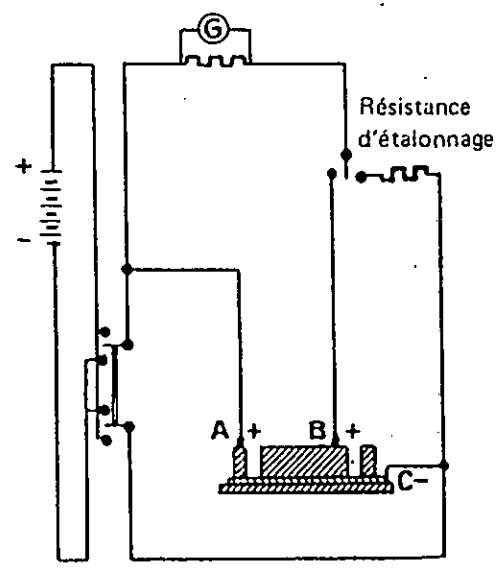 G
Résistance
d'étalonnage
+
-
A + B +
C-